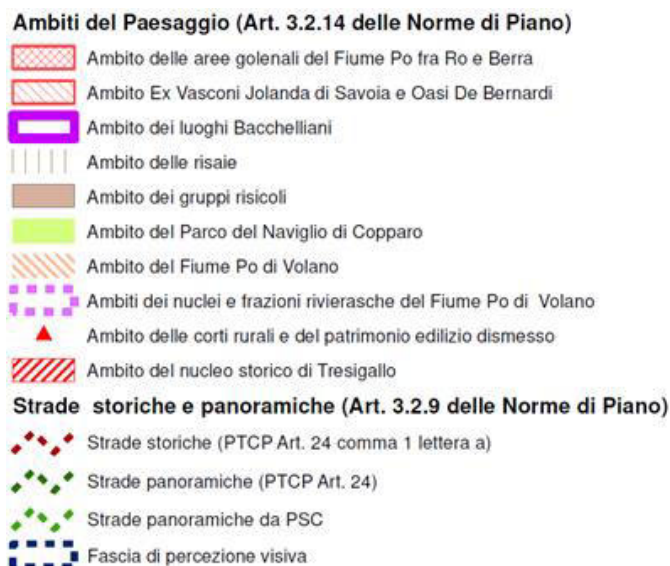 Ambiti del Paesaggio (Art. 3.2.14 delle Norme di Piano)
Ambito delle aree golenali del Fiume Po fra Ro e Berra
Ambito Ex Vasconi Jolanda di Savoia e Oasi De Bernardi
Ambito dei luoghi Bacchelliani
Ambito delle risaie
Ambito dei gruppi risicoli
Ambito del Parco del Naviglio di Copparo
Ambito del Fiume Po di Volano
Ambiti dei nuclei e frazioni rivierasche del Fiume Po di Volano
Ambito delle corti rurali e del patrimonio edilizio dismesso
Ambito del nucleo storico di Tresigallo
Strade storiche e panoramiche (Art. 3.2.9 delle Norme di Piano)
Strade storiche (PTCP Art. 24 comma 1 lettera a)
Strade panoramiche (PTCP Art. 24)
Strade panoramiche da PSC
Fascia di percezione visiva